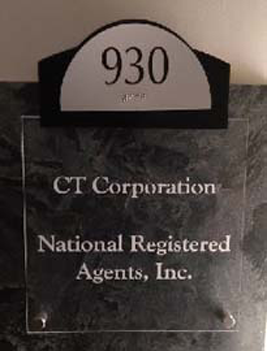 930
CT Corporation
National Registered
Agents, Inc.